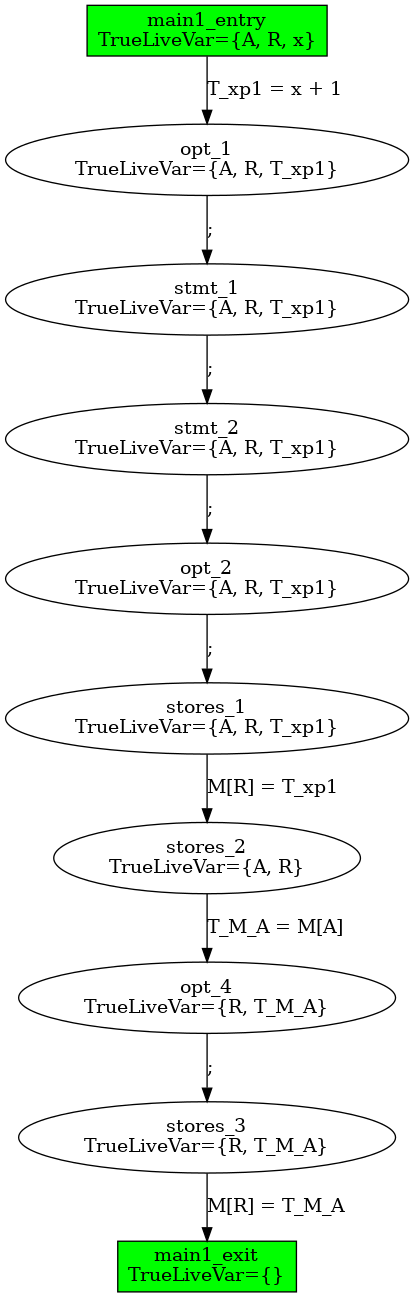 main1_entry
TrueLiveVar={A, R, x}
T_xp1 = x + 1
opt_1
TrueLiveVar={A, R, T_xp1}
;
stmt_1
TrueLiveVar={A, R, T_xp1}
;
stmt_2
TrueLiveVar={A, R, T_xp1}
;
opt_2
TrueLiveVar={A, R, T_xp1}
;
stores_1
TrueLiveVar={A, R, T_xp1}
M[R] = T_xp1
stores_2
TrueLiveVar={A, R}
T_M_A = M[A]
opt_4
TrueLiveVar={R, T_M_A}
;
stores_3
TrueLiveVar={R, T_M_A}
M[R] = T_M_A
main1_exit
TrueLiveVar={}